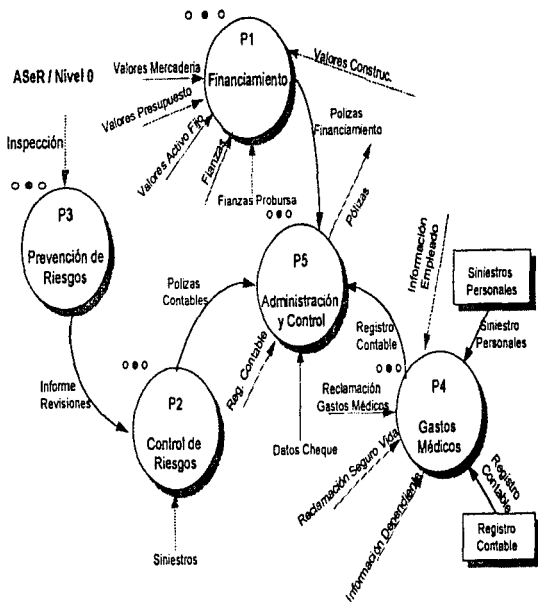 P1
Financiamiento
ASeR / Nivel 0
Valores Mercaderia
Valores Construc.
Valores Presupuesto
Valores Activo Fijo
Fianzas
Fianzas Probursa
Polizas
Financiamiento
Inspección
P3
Prevención de
Riesgos
Pólizas
P5
Administración
y Control
Polizas
Contables
Información
Empleado
Siniestros
Personales
Siniestro
Personales
Registro
Contable
Informe
Revisiones
P2
Control de
Riesgos
Reg. Contable
Datos Cheque
Reclamación
Gastos Médicos
P4
Gastos
Médicos
Reclamación Seguro Vida
Información Dependiente
Registro
Contable
Registro
Contable
Siniestros